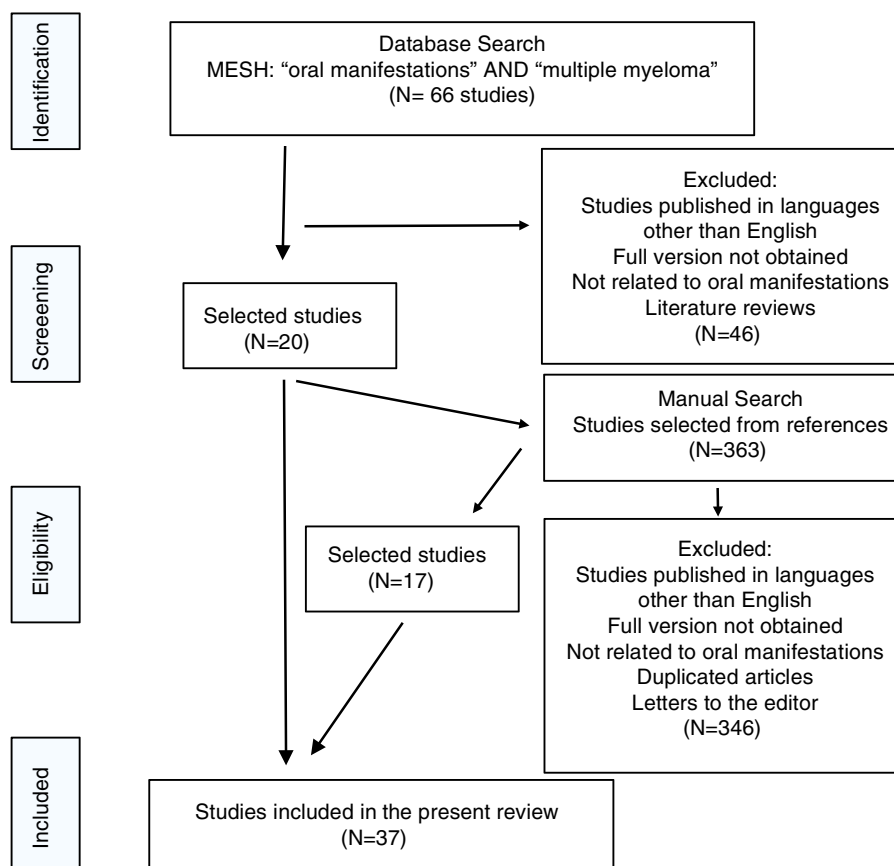 Identification
Database Search
MESH: “oral manifestations” AND “multiple myeloma”
(N= 66 studies)
Excluded:
Studies published in languages
other than English
Full version not obtained
Not related to oral manifestations
Literature reviews
(N=46)
Screeening
Selected studies
(N=20)
Manual Search
Studies selected from references
(N=363)
Eligibility
Selected studies
(N=17)
Excluded:
Studies published in languages
other than English
Full version not obtained
Not related to oral manifestations
Duplicated articles
Letters to the editor
(N=346)
Included
Studies included in the present review
(N=37)